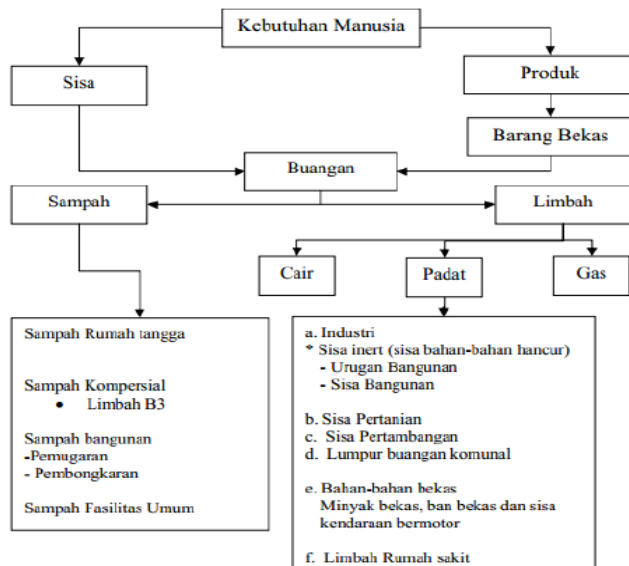 Kebutuhan Manusia
Sisa
Produk
Barang Bekas
Buangan
Sampah
Limbah
Cair
Padat
Gas
Sampah Rumah tangga
Sampah Kompersial
• Limbah B3
Sampah bangunan
-Pemugaran
- Pembongkaran
Sampah Fasilitas Umum
a. Industri
* Sisa inert (sisa bahan-bahan hancur)
- Urugan Bangunan
- Sisa Bangunan
b. Sisa Pertanian
c. Sisa Pertambangan
d. Lumpur buangan komunal
e. Bahan-bahan bekas
Minyak bekas, ban bekas dan sisa
kendaraan bermotor
f. Limbah Rumah sakit